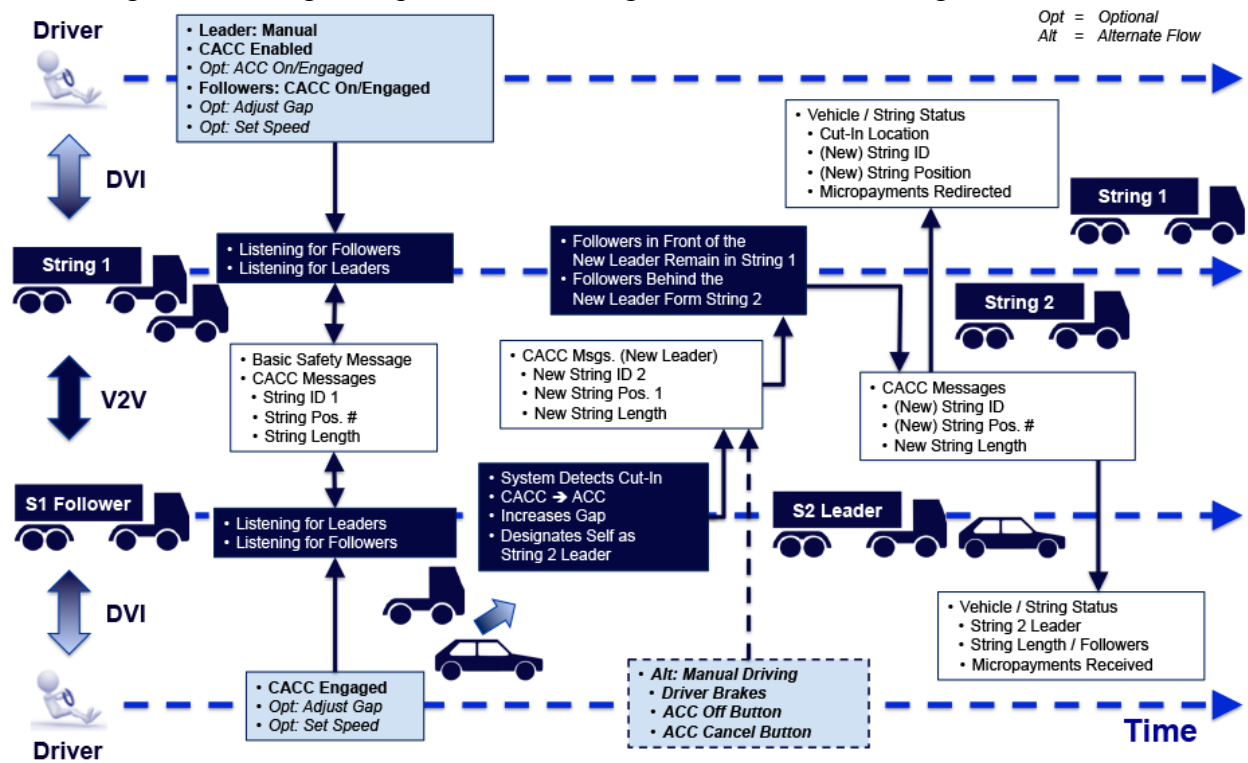 Opt = Optional
Alt = Alternate Flow
Driver
• Leader: Manual
• CACC Enabled
• Opt: ACC On/Engaged
• Followers: CACC On/Engaged
• Opt: Adjust Gap
• Opt: Set Speed
• Vehicle / String Status
• Cut-In Location
• (New) String ID
• (New) String Position
• Micropayments Redirected
DVI
String 1
String 1
• Listening for Followers
• Listening for Leaders
• Followers in Front of the
New Leader Remain in String 1
• Followers Behind the
New Leader Form String 2
String 2
V2V
• Basic Safety Message
• CACC Messages
• String ID 1
• String Pos. #
• String Length
• CACC Msgs. (New Leader)
• New String ID 2
• New String Pos. 1
• New String Length
• CACC Messages
• (New) String ID
• (New) String Pos. #
• New String Length
S1 Follower
• Listening for Leaders
• Listening for Followers
• System Detects Cut-In
• CACC ➔ ACC
• Increases Gap
• Designates Self as
String 2 Leader
S2 Leader
DVI
• Vehicle / String Status
• String 2 Leader
• String Length / Followers
• Micropayments Received
• CACC Engaged
• Opt: Adjust Gap
• Opt: Set Speed
• Alt: Manual Driving
• Driver Brakes
• ACC Off Button
• ACC Cancel Button
Time
Driver